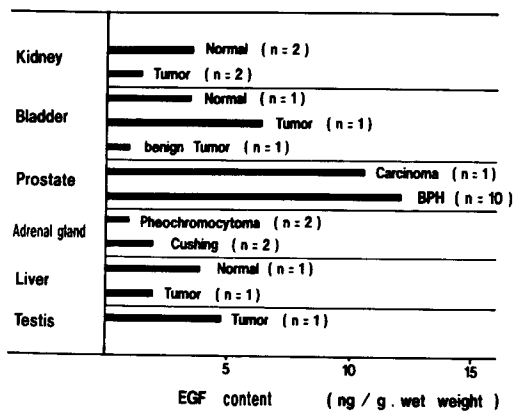 Kidney
Normal ( n = 2 )
Tumor ( n = 2 )
Bladder
Normal ( n = 1 )
Tumor ( n = 1 )
benign Tumor ( n = 1 )
Prostate
Carcinoma ( n = 1 )
BPH ( n = 10 )
Adrenal gland
Pheochromocytoma ( n = 2 )
Cushing ( n = 2 )
Liver
Normal ( n = 1 )
Tumor ( n = 1 )
Testis
Tumor ( n = 1 )
5 10 15
EGF content ( ng / g . wet weight )